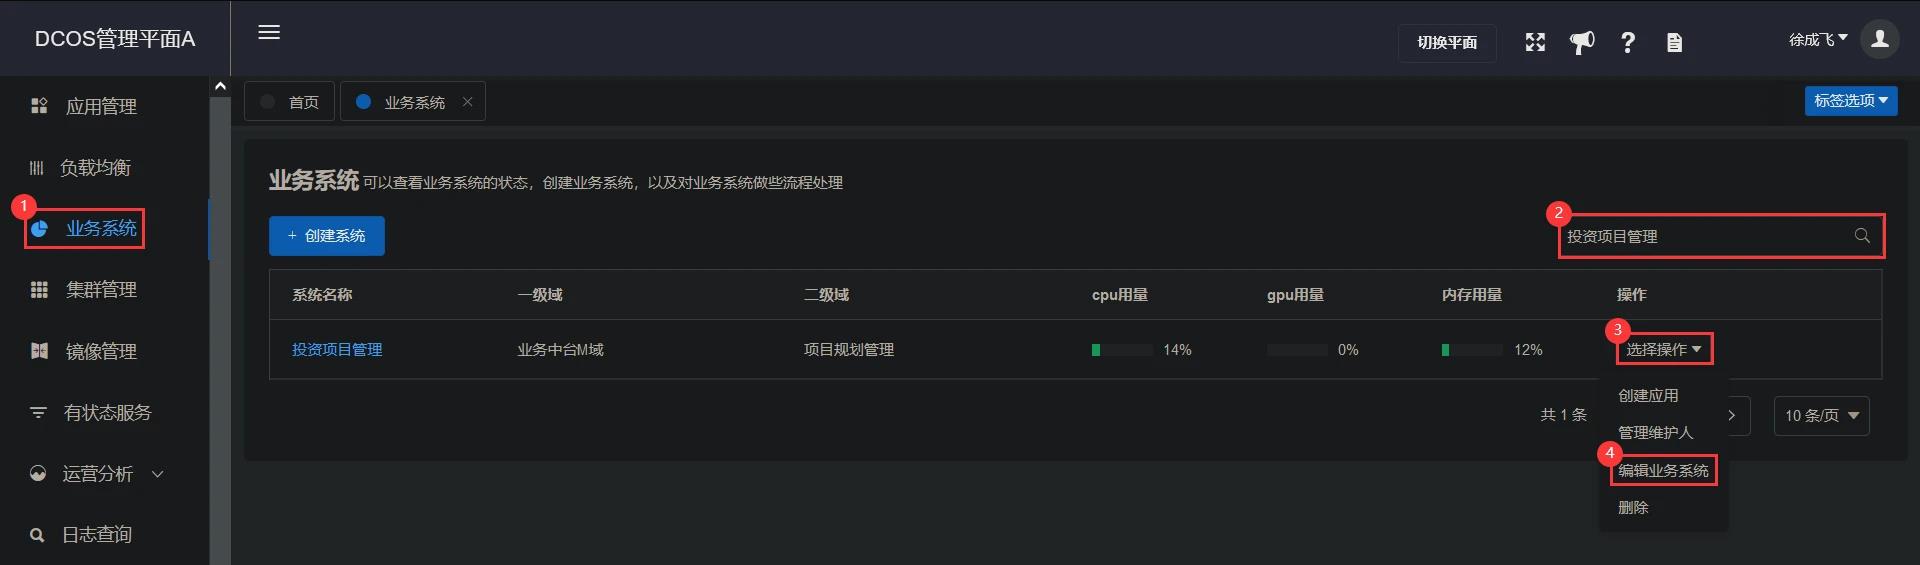 DCOS管理平面A
切换平面
?
徐成飞
应用管理
负载均衡
1
业务系统
集群管理
镜像管理
有状态服务
运营分析
日志查询
首页
业务系统 ×
标签选项
业务系统 可以查看业务系统的状态，创建业务系统，以及对业务系统做些流程处理
+ 创建系统
2
投资项目管理
系统名称 一级域 二级域 cpu用量 gpu用量 内存用量 操作
3
投资项目管理 业务中台M域 项目规划管理 14% 0% 12% 选择操作
创建应用
共 1 条 > 10 条/页
管理维护人
4
编辑业务系统
删除